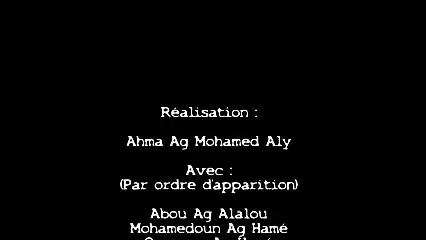 Réalisation :
Ahma Ag Mohamed Aly
Avec :
(Par ordre d'apparition)
Abou Ag Alalou
Mohamedoun Ag Hamé